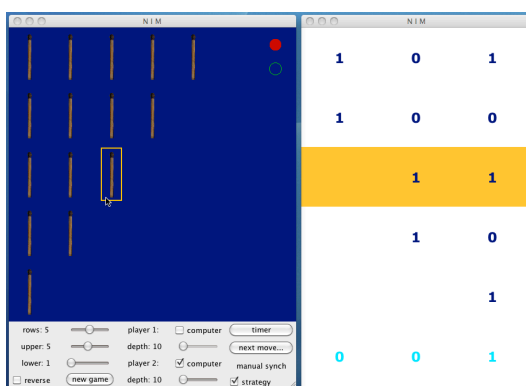 NIM
NIM
1 0 1
1 0 0
1 1
1 0
1
0 0 1
rows: 5 player 1: computer timer
upper: 5 depth: 10 next move...
lower: 1 player 2: computer manual synch
reverse new game depth: 10 strategy